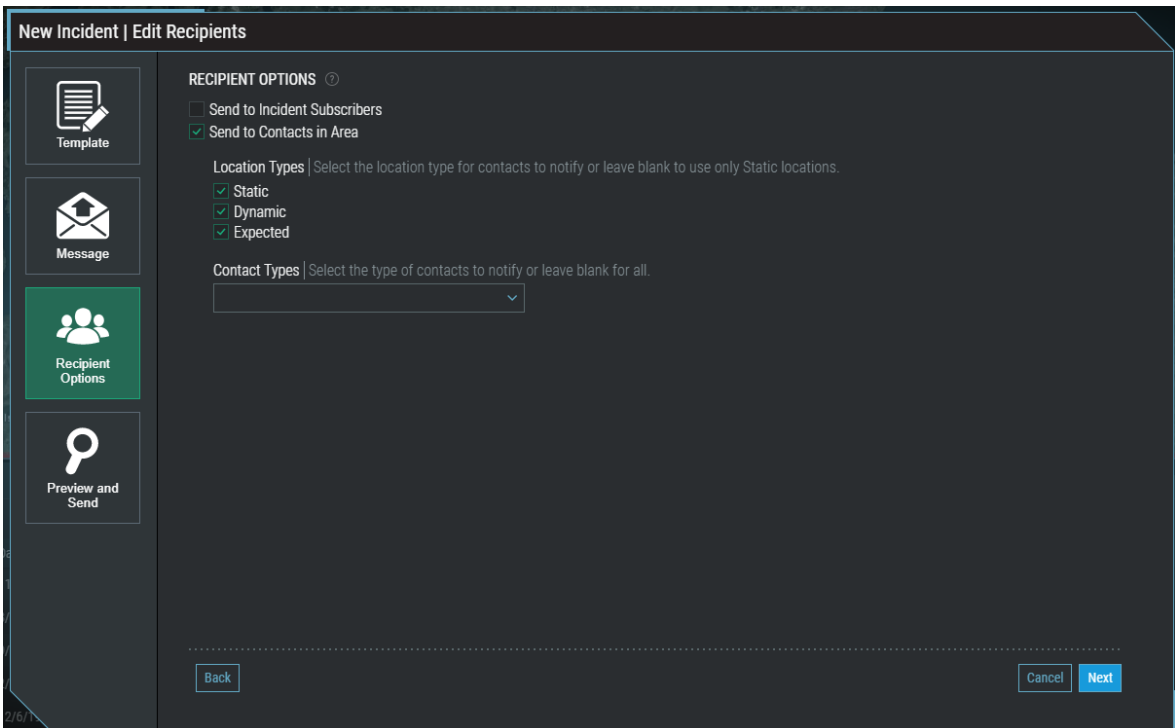 New Incident | Edit Recipients
Template
Message
Recipient
Options
Preview and
Send
RECIPIENT OPTIONS ?
Send to Incident Subscribers
Send to Contacts in Area
Location Types | Select the location type for contacts to notify or leave blank to use only Static locations.
Static
Dynamic
Expected
Contact Types | Select the type of contacts to notify or leave blank for all.
Back
Cancel
Next